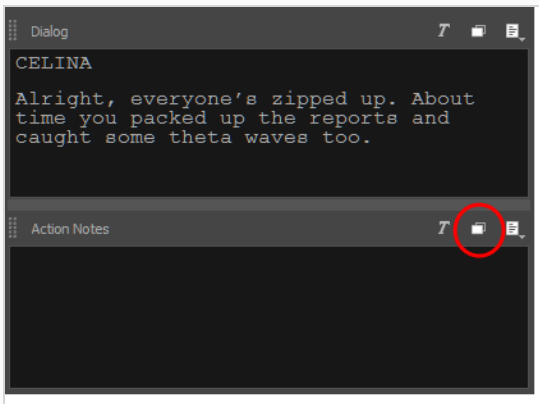 Dialog
T
CELINA
Alright, everyone's zipped up. About
time you packed up the reports and
caught some theta waves too.
Action Notes
T